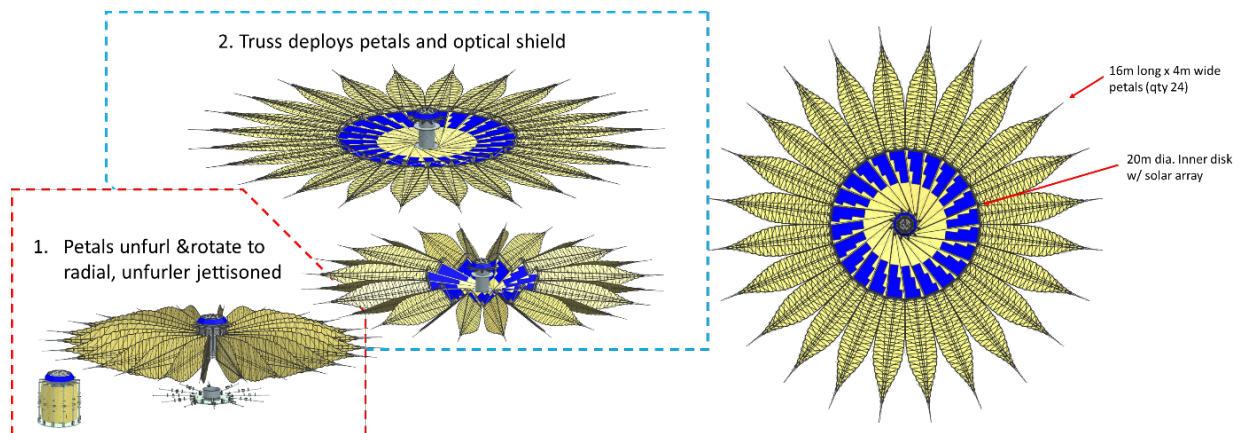 2. Truss deploys petals and optical shield
1. Petals unfurl &rotate to
radial, unfurler jettisoned
16m long x 4m wide
petals (qty 24)
20m dia. Inner disk
w/ solar array